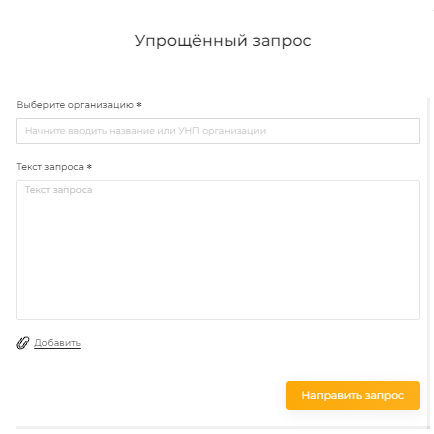 Упрощённый запрос
Выберите организацию *
Начните вводить название или УНП организации
Текст запроса *
Текст запроса
Добавить
Направить запрос